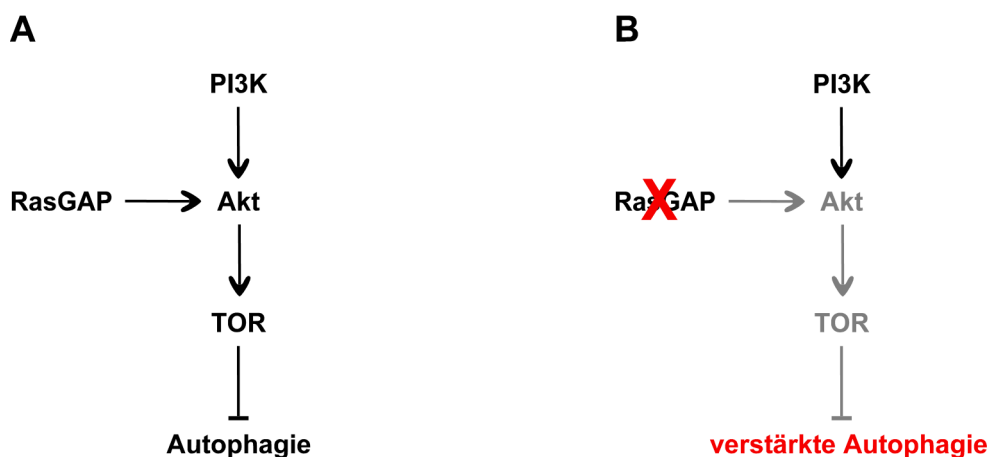 A
PI3K
RasGAP
Akt
TOR
Autophagie
B
PI3K
RasGAP
X
Akt
TOR
verstärkte Autophagie